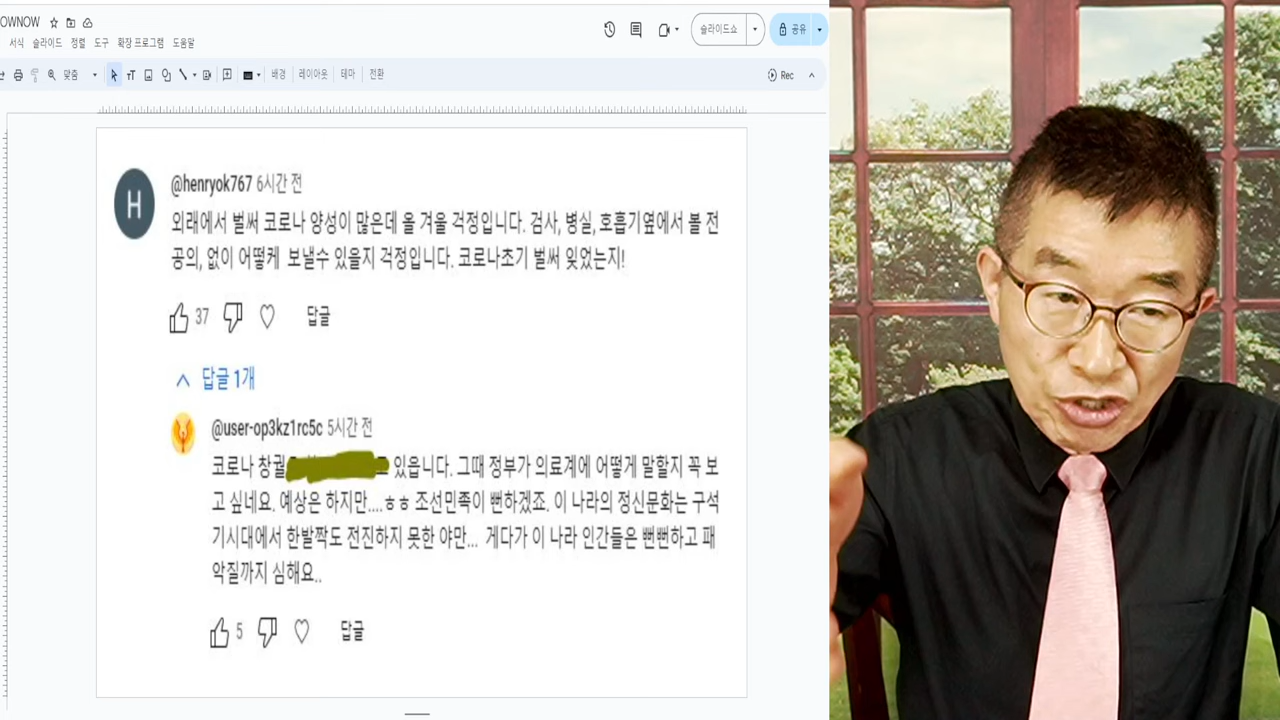 OWNOW
서식 슬라이드 정렬 도구 확장 프로그램 도움말
슬라이드쇼
공유
맞춤
배경 레이아웃 테마 전환
Rec
H
@henryok767 6시간 전
외래에서 벌써 코로나 양성이 많은데 올 겨울 걱정입니다. 검사, 병실, 호흡기옆에서 볼 전
공의, 없이 어떻케 보낼수 있을지 걱정입니다. 코로나초기 벌써 잊었는지!
37
답글
답글 1개
@user-op3kz1rc5c 5시간 전
코로나 창궐 있읍니다. 그때 정부가 의료계에 어떻게 말할지 꼭 보
고 싶네요. 예상은 하지만....ㅎㅎ 조선민족이 뻔하겠죠. 이 나라의 정신문화는 구석
기시대에서 한발짝도 전진하지 못한 야만... 게다가 이 나라 인간들은 뻔뻔하고 패
악질까지 심해요..
5
답글